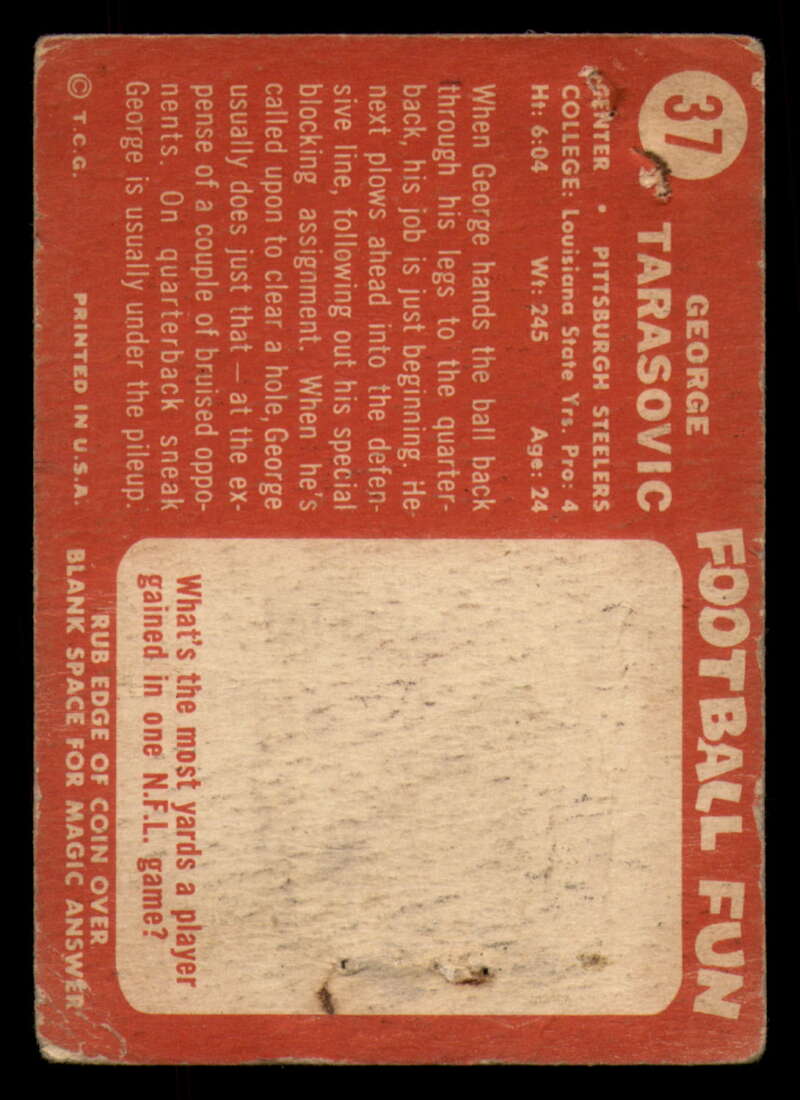 37
GEORGE
TARASOVIC
CENTER • PITTSBURGH STEELERS
COLLEGE: Louisiana State Yrs. Pro: 4
Ht: 6:04 Wt: 245 Age: 24
When George hands the ball back
through his legs to the quarter-
back, his job is just beginning. He
next plows ahead into the defen-
sive line, following out his special
blocking assignment. When he's
called upon to clear a hole, George
usually does just that — at the ex-
pense of a couple of bruised oppo-
nents. On quarterback sneak
George is usually under the pileup.
© T.C.G. PRINTED IN U.S.A.
FOOTBALL FUN
What's the most yards a player
gained in one N.F.L. game?
RUB EDGE OF COIN OVER
BLANK SPACE FOR MAGIC ANSWER